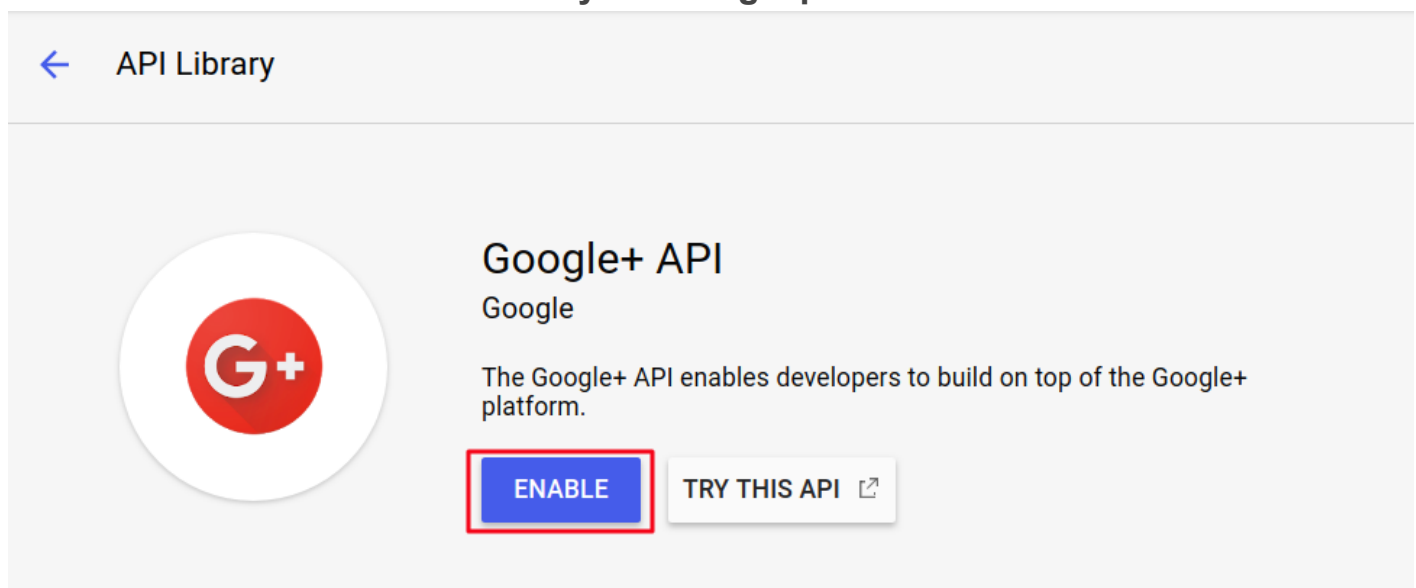 API Library
Google+ API
Google
The Google+ API enables developers to build on top of the Google+
platform.
G+
ENABLE
TRY THIS API